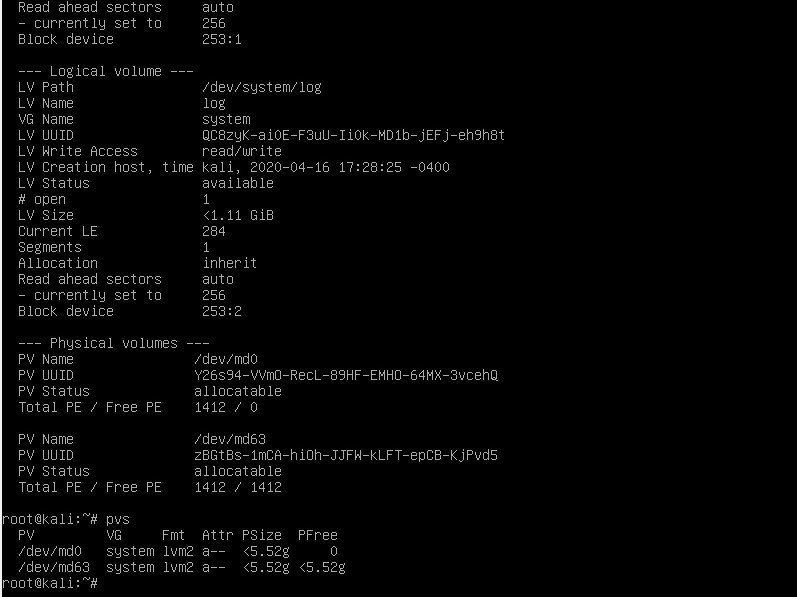 Read ahead sectors     auto
- currently set to     256
Block device           253:1
--- Logical volume ---
LV Path                /dev/system/log
LV Name                log
VG Name                system
LV UUID                QC8zyK-ai0E-F3uU-Ii0k-MD1b-jEFj-eh9h8t
LV Write Access        read/write
LV Creation host, time kali, 2020-04-16 17:28:25 -0400
LV Status              available
# open                 1
LV Size                <1.11 GiB
Current LE             284
Segments               1
Allocation             inherit
Read ahead sectors     auto
- currently set to     256
Block device           253:2
--- Physical volumes ---
PV Name               /dev/md0
PV UUID               Y26s94-VVmO-RecL-89HF-EMHO-64MX-3vcehQ
PV Status             allocatable
Total PE / Free PE    1412 / 0
PV Name               /dev/md63
PV UUID               zBGtBs-1mCA-hiOh-JJFW-kLFT-epCB-KjPvd5
PV Status             allocatable
Total PE / Free PE    1412 / 1412
root@kali:~# pvs
PV         VG     Fmt  Attr PSize  PFree
/dev/md0   system lvm2 a--  <5.52g     0
/dev/md63  system lvm2 a--  <5.52g <5.52g
root@kali:~#